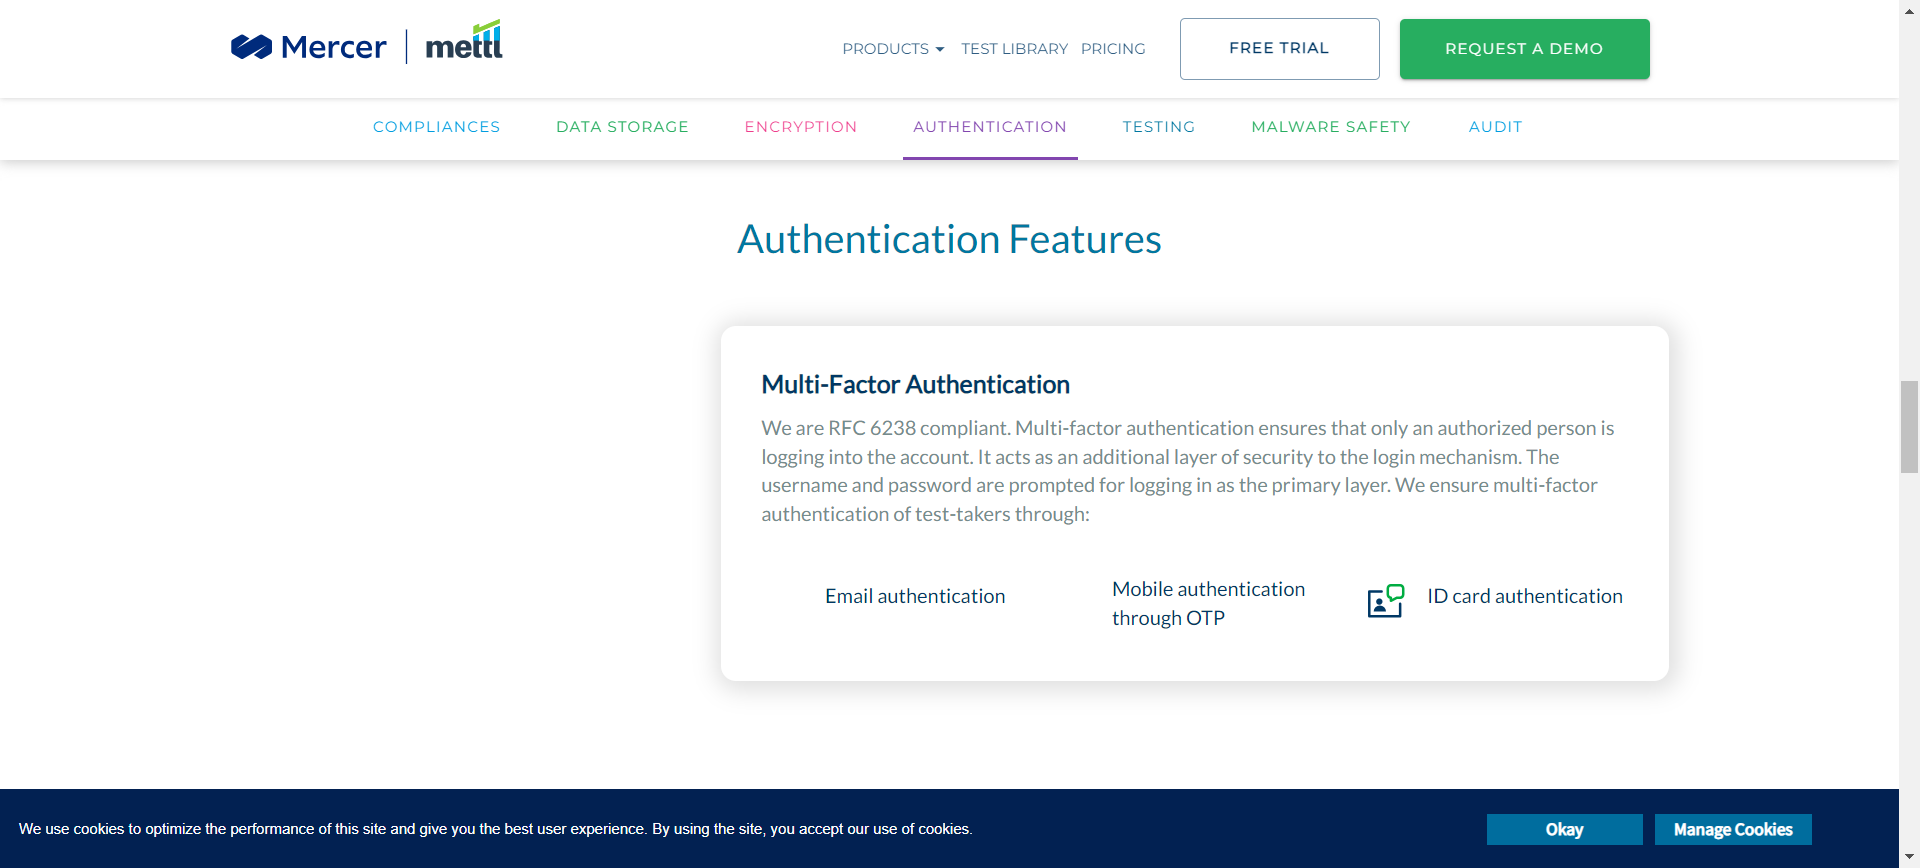 Mercer | mettl
PRODUCTS
TEST LIBRARY
PRICING
FREE TRIAL
REQUEST A DEMO
COMPLIANCES
DATA STORAGE
ENCRYPTION
AUTHENTICATION
TESTING
MALWARE SAFETY
AUDIT
Authentication Features
Multi-Factor Authentication
We are RFC 6238 compliant. Multi-factor authentication ensures that only an authorized person is
logging into the account. It acts as an additional layer of security to the login mechanism. The
username and password are prompted for logging in as the primary layer. We ensure multi-factor
authentication of test-takers through:
Email authentication
Mobile authentication
through OTP
ID card authentication
We use cookies to optimize the performance of this site and give you the best user experience. By using the site, you accept our use of cookies.
Okay
Manage Cookies